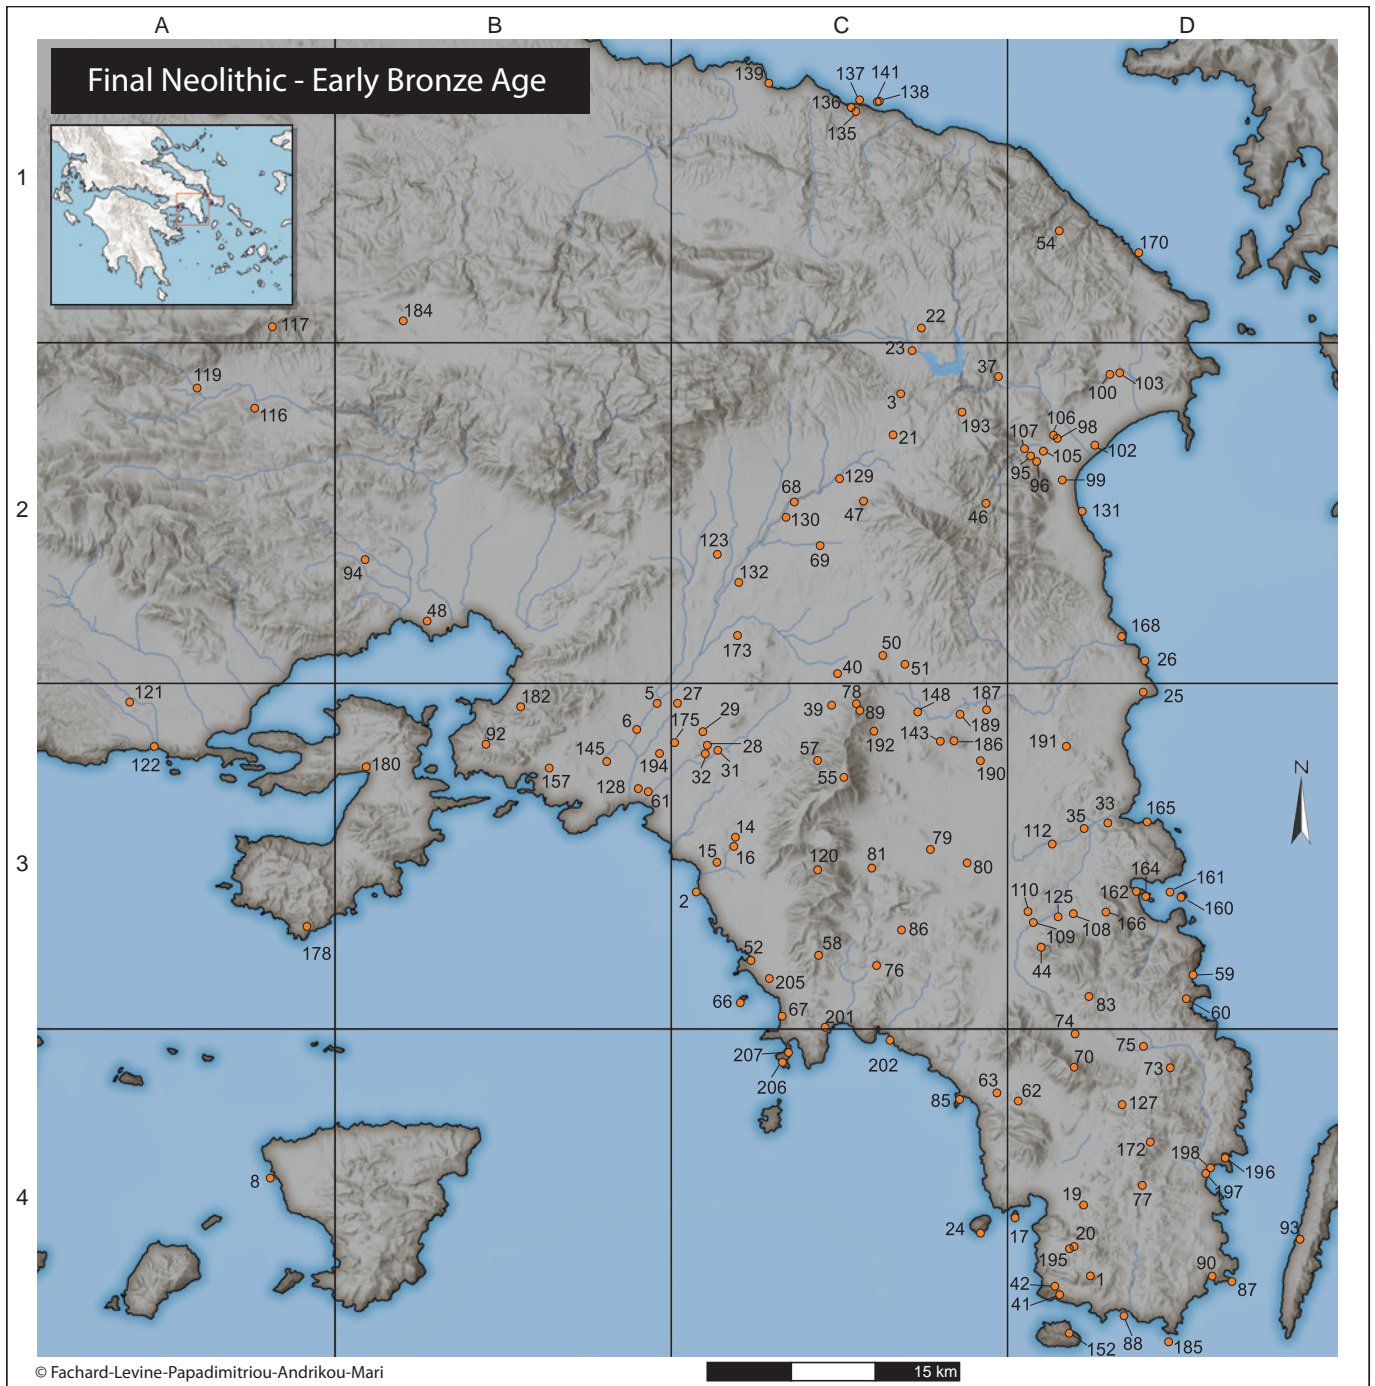 A B C D
Final Neolithic - Early Bronze Age
139 137 141
136 138
135
1
54 170
117 184 22
23
37
119 100 103
116 3
193
106
107 98
21 105 102
95
96 99
129
68 47
2 130 46 131
123 69
94 132
48
173 168
50
40 51 26
121 182 5 27 78 148 187 25
39 89 189
6 175 29
92 28 192 143 186 191
122 145 194 31 57
180 157 32 55 190
128 61
33 165
35
14 112
79
3 15 16 120 81 80 164
162 161
110 125 160
2 109 108 166
178 86 44
52 58 76 59
205 83
66 67 60
201 74
207 202 75
206 70 73
63 62
85 127
172 198 196
4 8 77 197
19
24 17 20 93
195
42 1 90 87
41
152 88 185
N
© Fachard-Levine-Papadimitriou-Andrikou-Mari
15 km